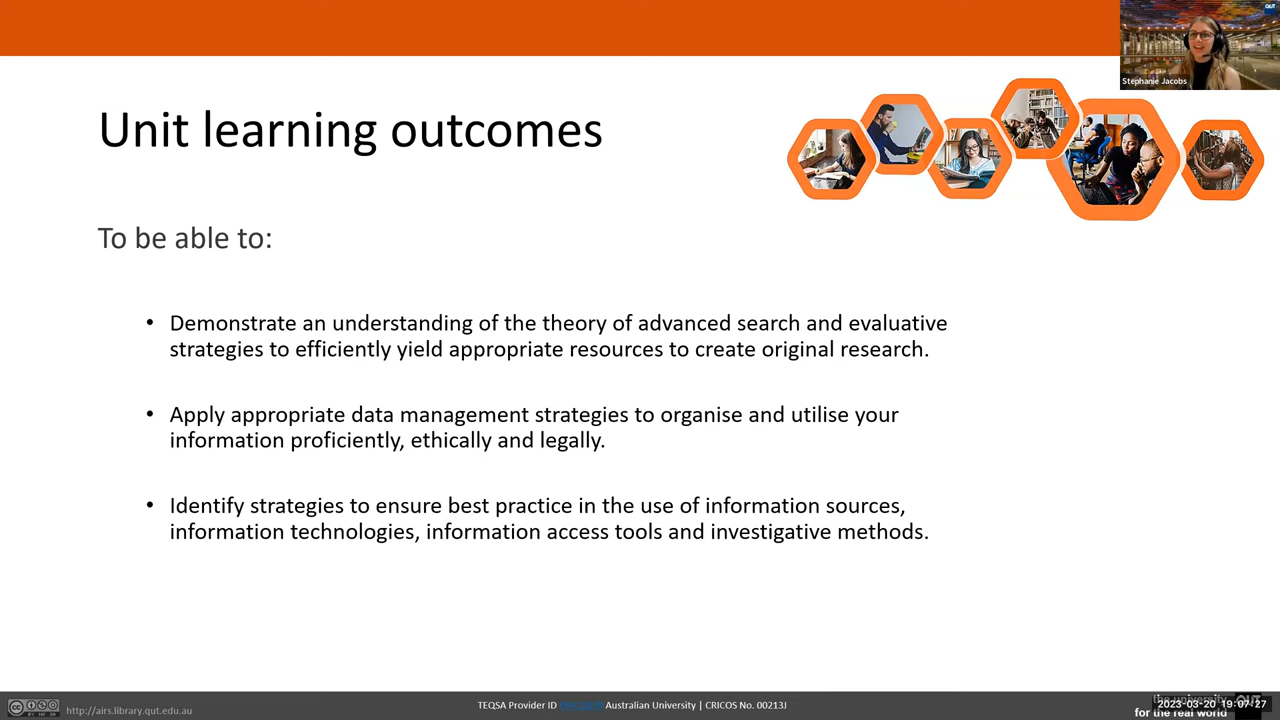 QUT
Stephanie Jacobs
Unit learning outcomes
To be able to:
• Demonstrate an understanding of the theory of advanced search and evaluative
strategies to efficiently yield appropriate resources to create original research.
• Apply appropriate data management strategies to organise and utilise your
information proficiently, ethically and legally.
• Identify strategies to ensure best practice in the use of information sources,
information technologies, information access tools and investigative methods.
http://airs.library.qut.edu.au
TEQSA Provider ID Australian University | CRICOS No. 00213J
the university
for the real world
QUT
2023-03-20 19:07:27